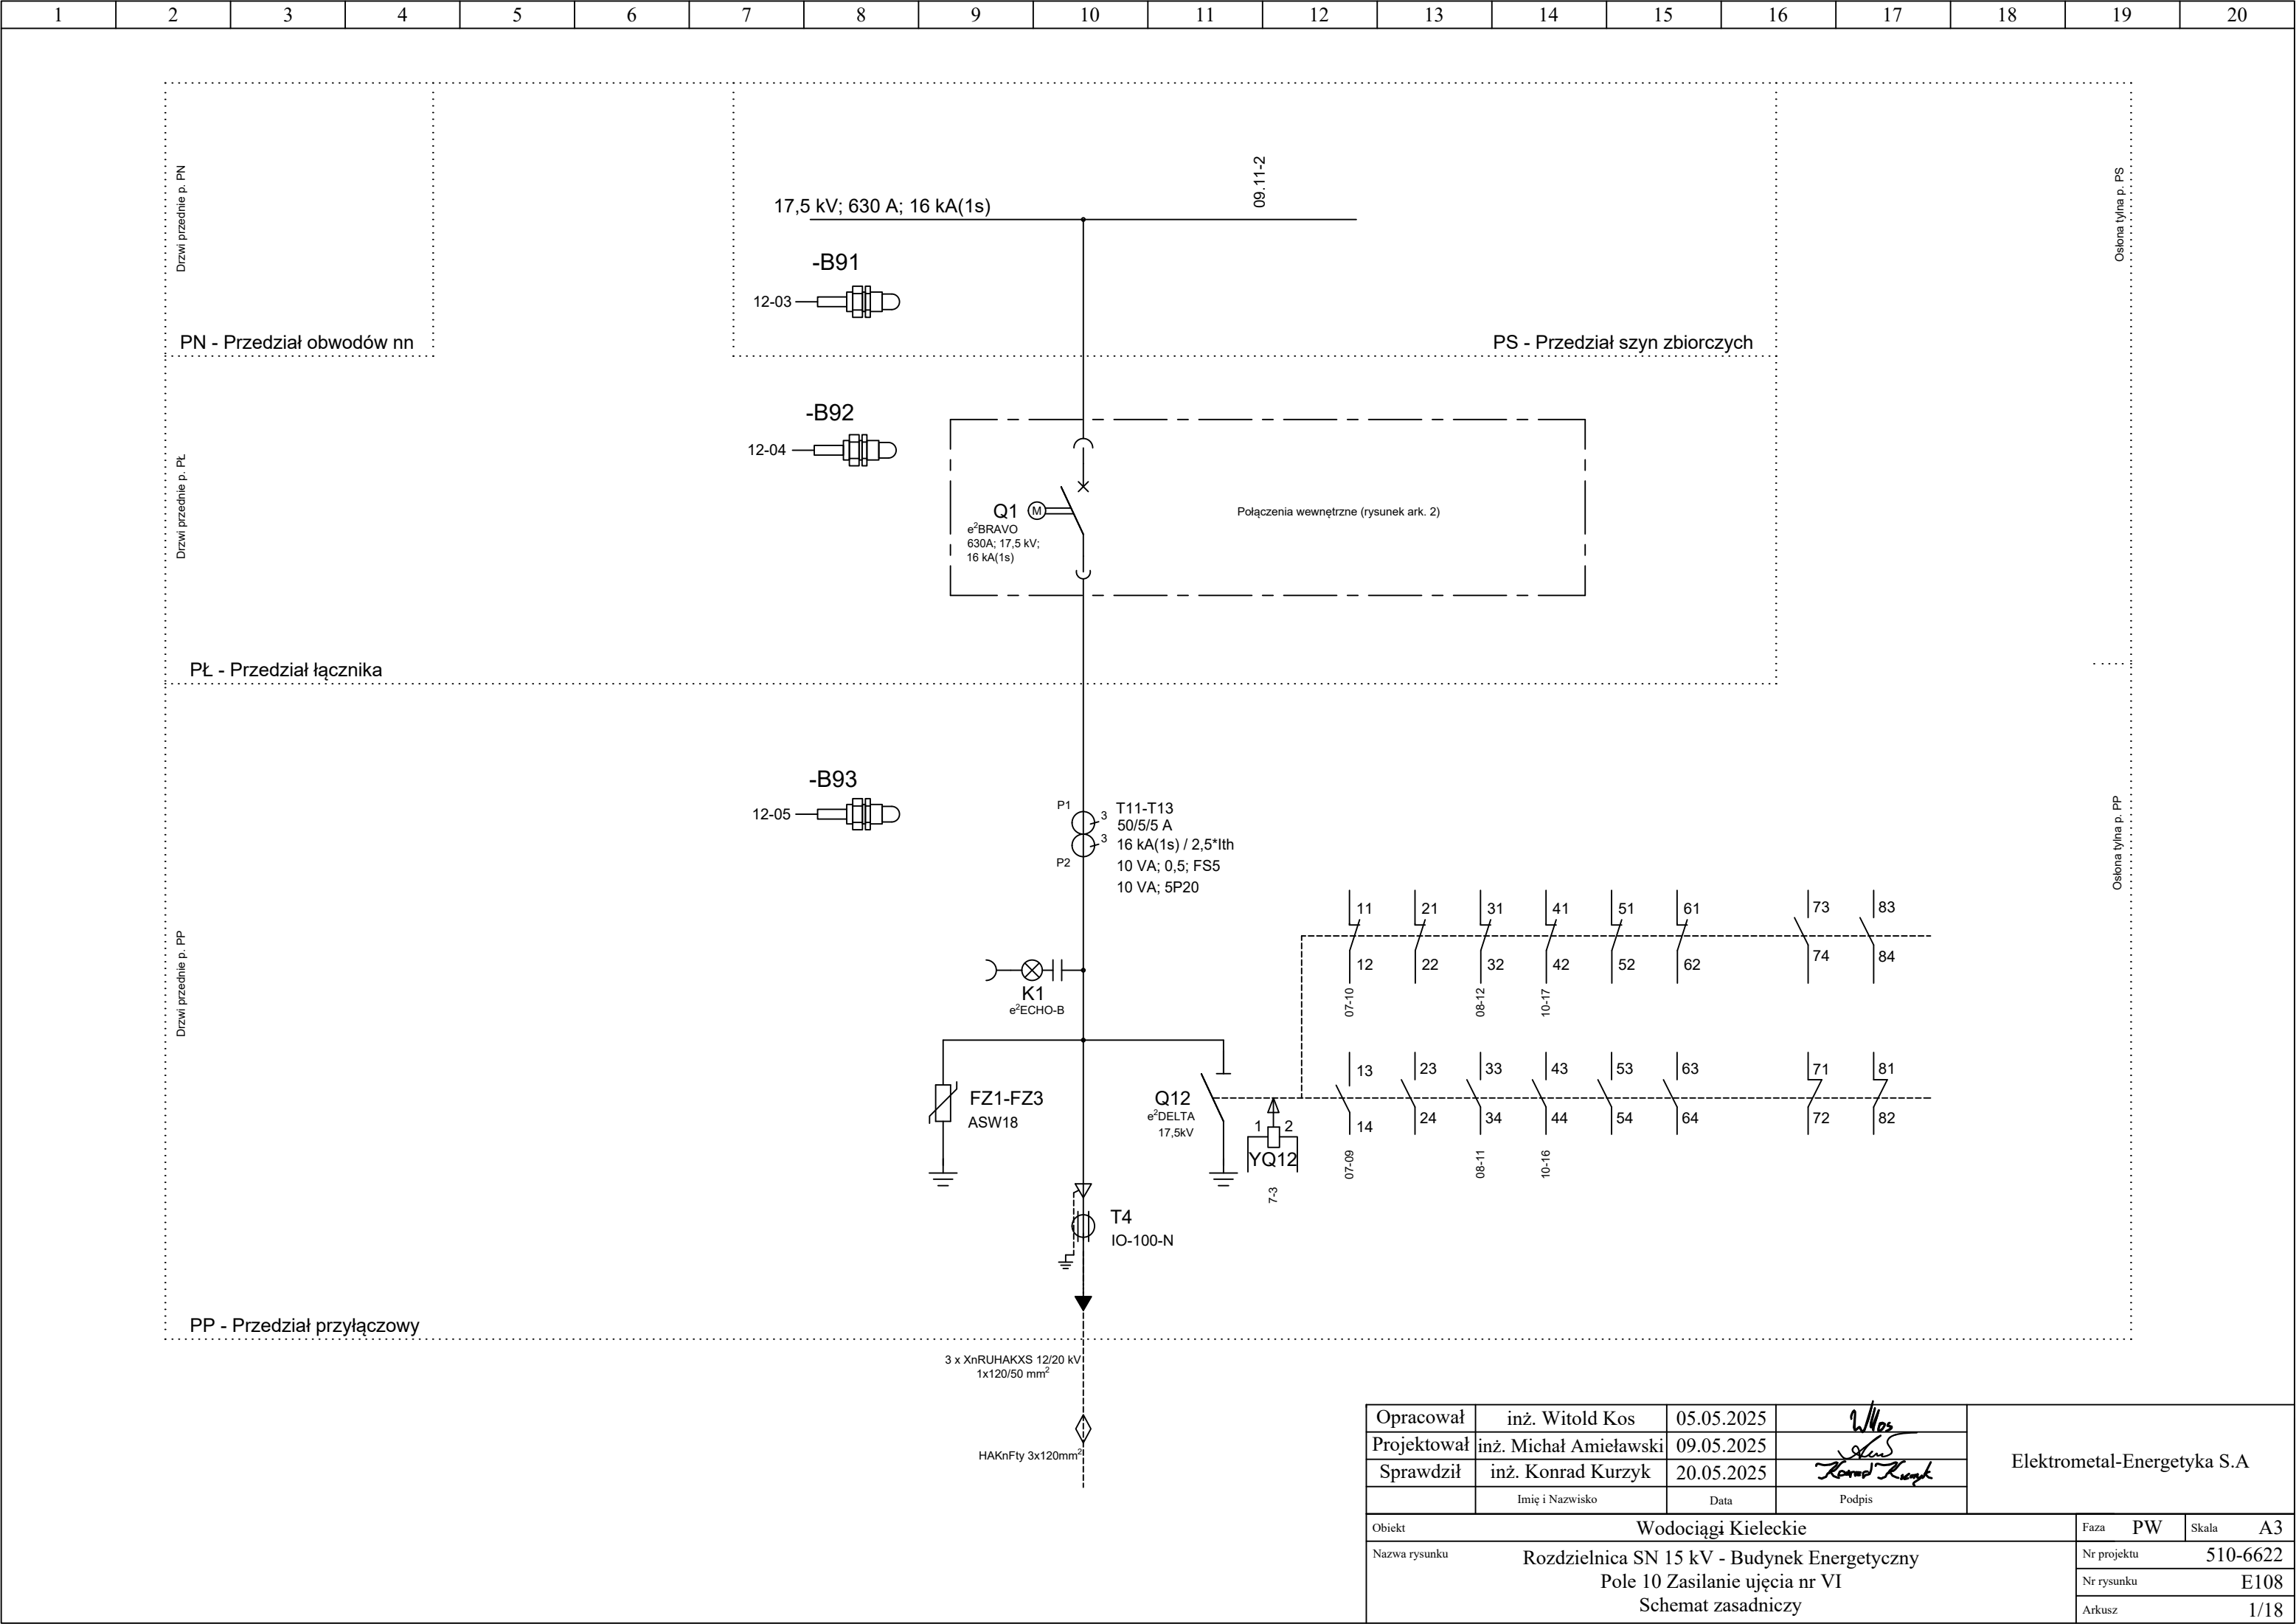 1 2 3 4 5 6 7 8 9 10 11 12 13 14 15 16 17 18 19 20
Drzwi przednie p. PN
PN - Przedział obwodów nn
17,5 kV; 630 A; 16 kA(1s)
09.11-2
-B91
12-03
PS - Przedział szyn zbiorczych
Osłona tylna p. PS
Drzwi przednie p. PŁ
-B92
12-04
Q1
M
e²BRAVO
630A; 17,5 kV;
16 kA(1s)
Połączenia wewnętrzne (rysunek ark. 2)
PŁ - Przedział łącznika
-B93
12-05
P1
3
3
P2
T11-T13
50/5/5 A
16 kA(1s) / 2,5*Ith
10 VA; 0,5; FS5
10 VA; 5P20
Osłona tylna p. PP
Drzwi przednie p. PP
K1
e²ECHO-B
11 21 31 41 51 61 73 83
12 22 32 42 52 62 74 84
07-10 08-12 10-17
FZ1-FZ3
ASW18
Q12
e²DELTA
17,5kV
1 2
YQ12
7-3
13 23 33 43 53 63 71 81
14 24 34 44 54 64 72 82
07-09 08-11 10-16
T4
IO-100-N
PP - Przedział przyłączowy
3 x XnRUHAKXS 12/20 kV
1x120/50 mm²
HAKnFty 3x120mm²
Opracował inż. Witold Kos 05.05.2025 WKos
Projektował inż. Michał Amieławski 09.05.2025
Sprawdził inż. Konrad Kurzyk 20.05.2025 Konrad Kurzyk
Imię i Nazwisko Data Podpis
Elektrometal-Energetyka S.A
Obiekt Wodociągi Kieleckie
Faza PW Skala A3
Nazwa rysunku
Rozdzielnica SN 15 kV - Budynek Energetyczny
Pole 10 Zasilanie ujęcia nr VI
Schemat zasadniczy
Nr projektu 510-6622
Nr rysunku E108
Arkusz 1/18